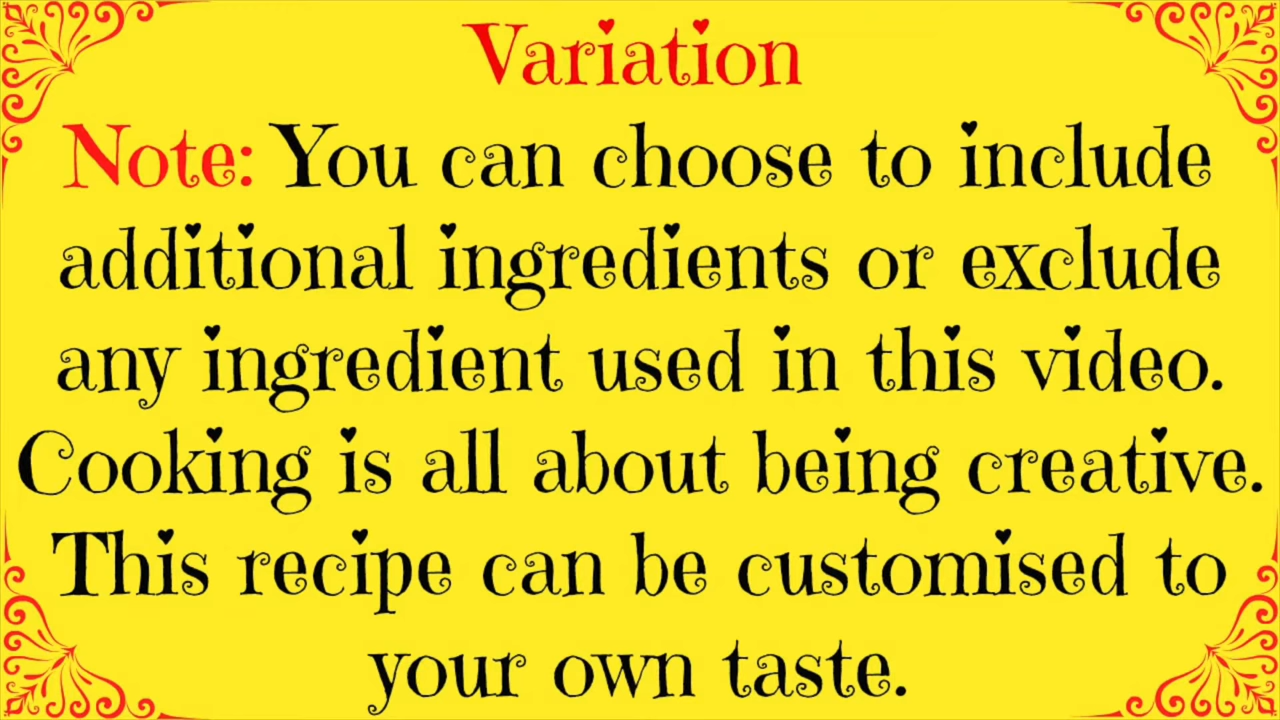 Variation
Note: You can choose to include
additional ingredients or exclude
any ingredient used in this video.
Cooking is all about being creative.
This recipe can be customised to
your own taste.